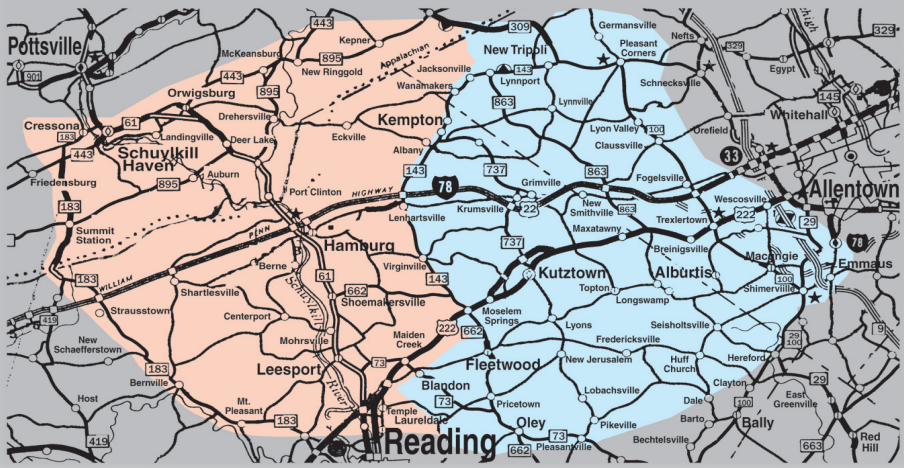 443
309
Germansville
329
Kepner
New Tripoli
Nefts
Pleasant
Corners
Pottsville
McKeansburg
895
Appalachian
329
Egypt
901
443
New Ringgold
Jacksonville
143
Lynnport
Schnecksville
Wanamakers
Orwigsburg
895
863
Lynnville
145
Whitehall
Drehersville
Kempton
Orefield
61
Lyon Valley
100
Cressona
183
Landingville
Deer Lake
Eckville
Claussville
Albany
33
443
Schuylkill
Haven
Auburn
143
737
863
Fogelsville
Friedensburg
895
Port Clinton
HIGHWAY
78
Grimville
Wescosville
Allentown
183
Lenhartsville
Krumsville
22
New
Smithville
863
Trexlertown
222
29
Summit
Station
PENN
Hamburg
737
Maxatawny
Breinigsville
78
Berne
Virginville
Kutztown
Alburtis
Macungie
Emmaus
183
WILLIAM
61
143
100
Shartlesville
662
Shoemakersville
Topton
Longswamp
Shimerville
Straustown
Schuylkill
Moselem
Springs
419
Centerport
222
662
Lyons
Seisholtsville
9
New
Schaefferstown
Mohrsville
Maiden
Creek
Fredericksville
29
100
Leesport
73
Fleetwood
New Jerusalem
Huff
Church
Hereford
183
Bernville
River
Blandon
Lobachsville
Clayton
29
Host
Mt.
Pleasant
73
Pricetown
Dale
100
East
Greenville
183
Temple
Laureldale
Oley
Pikeville
Barto
Bally
419
Reading
73
Bechtelsville
663
Red
Hill
662
Pleasantville